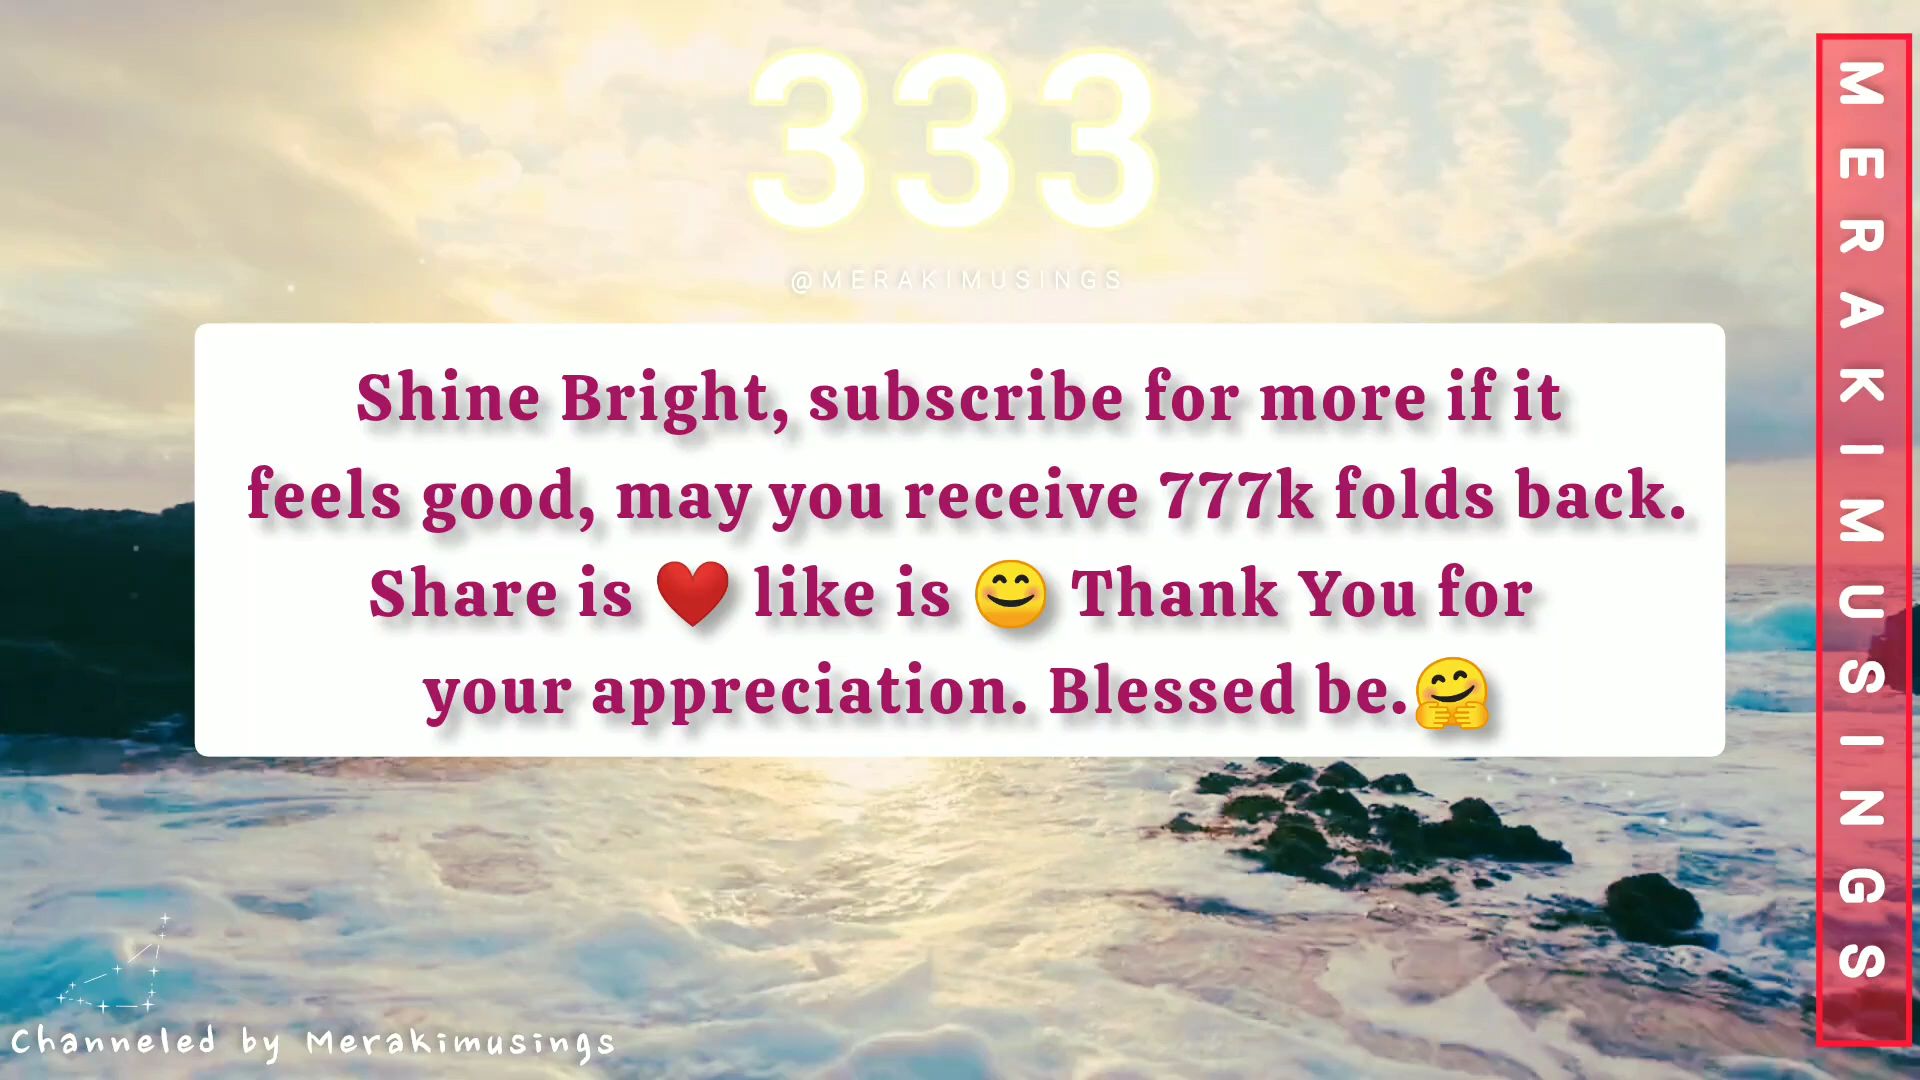 333
@MERAKIMUSINGS
Shine Bright, subscribe for more if it
feels good, may you receive 777k folds back.
Share is ❤️ like is 😊 Thank You for
your appreciation. Blessed be.🤗
MERAKIMUSINGS
Channeled by Merakimusings